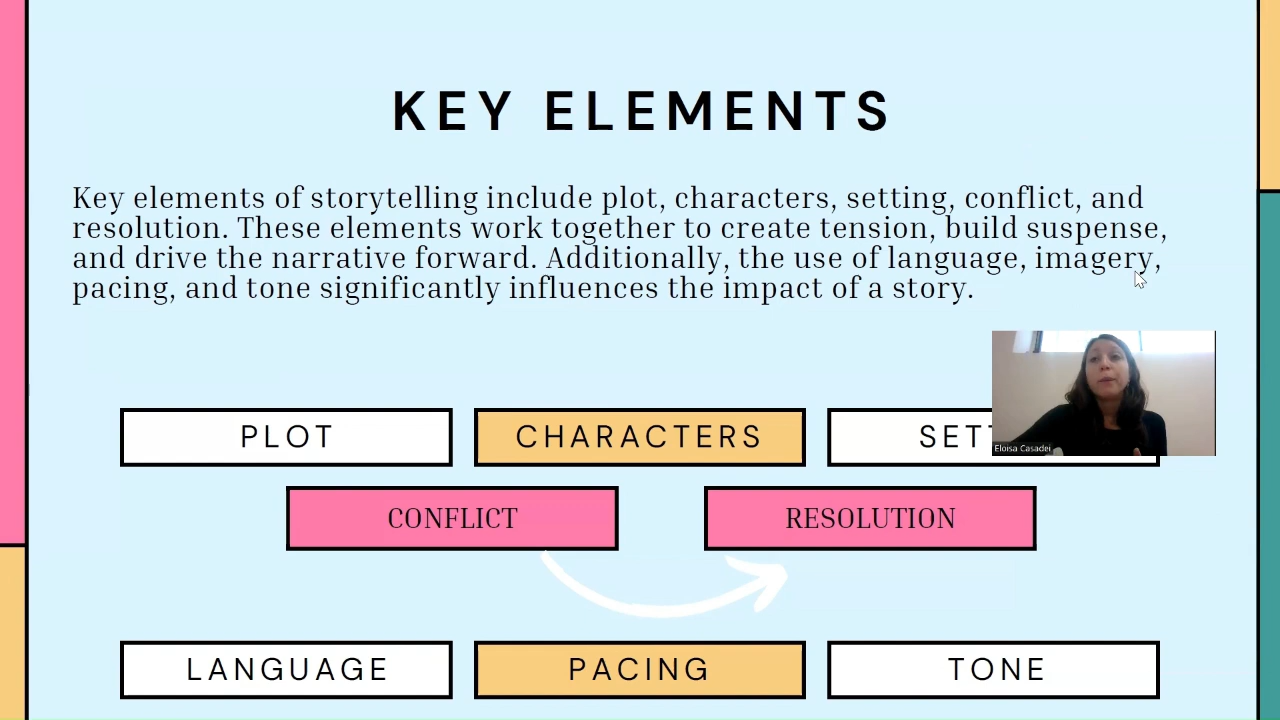 KEY ELEMENTS
Key elements of storytelling include plot, characters, setting, conflict, and
resolution. These elements work together to create tension, build suspense,
and drive the narrative forward. Additionally, the use of language, imagery,
pacing, and tone significantly influences the impact of a story.
PLOT
CHARACTERS
Eloisa Casadei
CONFLICT
RESOLUTION
LANGUAGE
PACING
TONE